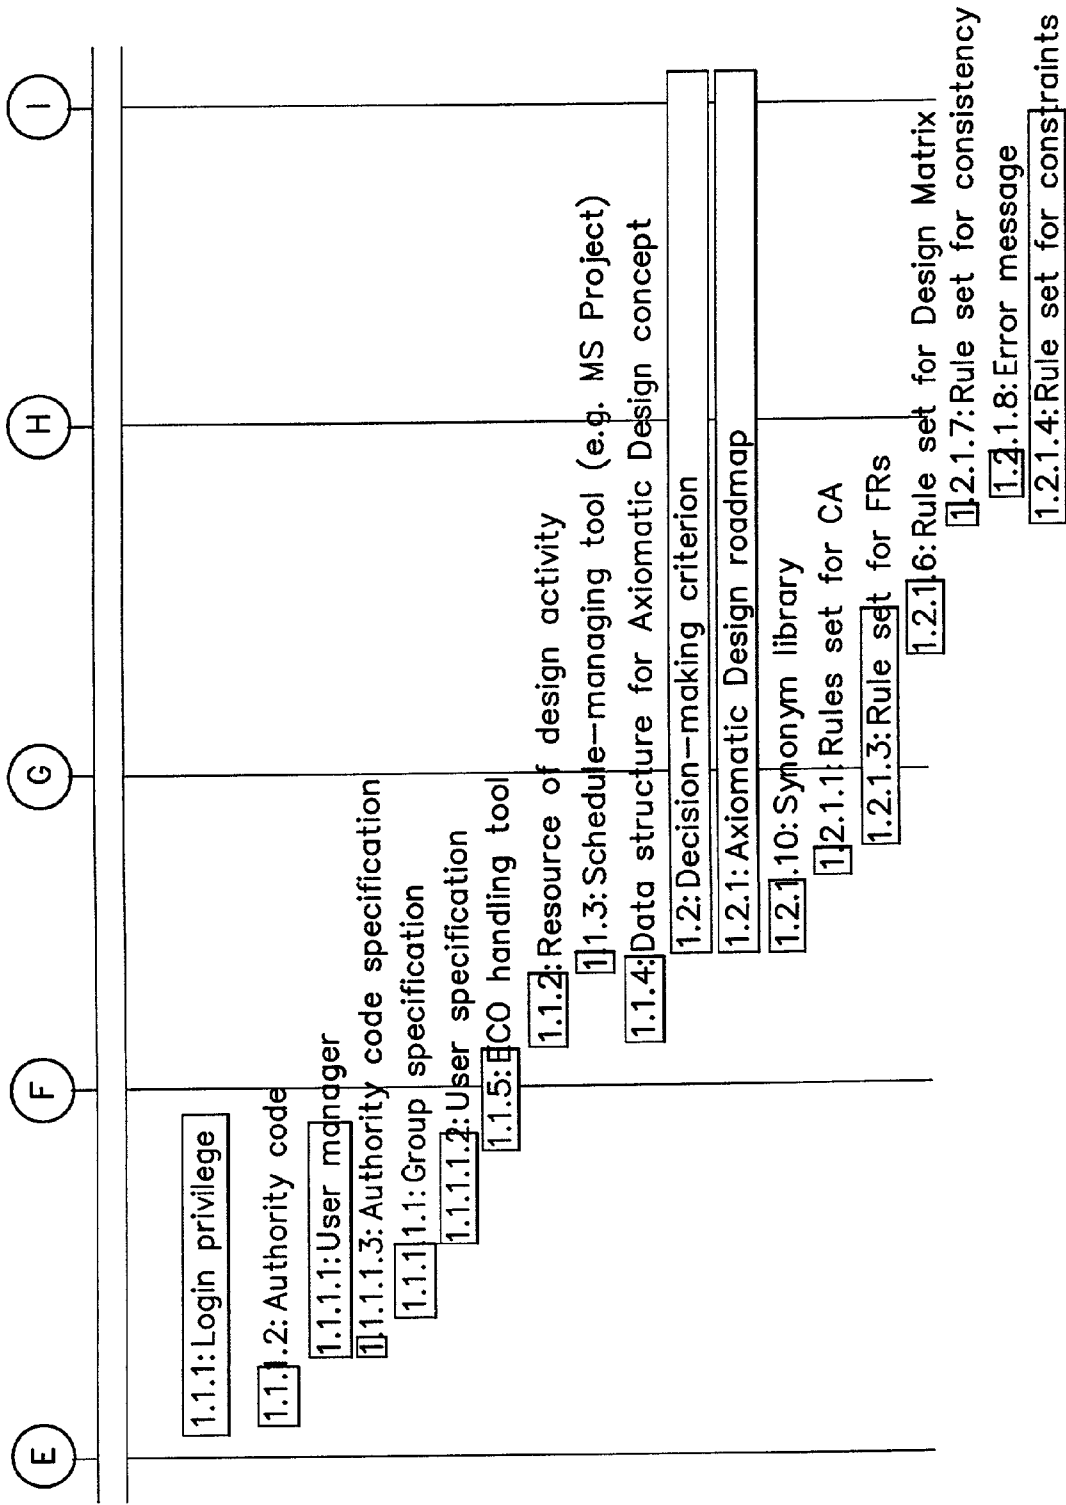 E
F
G
H
I
1.1.1:Login privilege
1.1.1.2:Authority code
1.1.1.1:User manager
1.1.1.1.3:Authority code specification
1.1.1.1.1:Group specification
1.1.1.1.2:User specification
1.1.5:ECO handling tool
1.1.2:Resource of design activity
1.1.3:Schedule-managing tool (e.g. MS Project)
1.1.4:Data structure for Axiomatic Design concept
1.2:Decision-making criterion
1.2.1:Axiomatic Design roadmap
1.2.1.10:Synonym library
1.2.1.1:Rules set for CA
1.2.1.3:Rule set for FRs
1.2.1.6:Rule set for Design Matrix
1.2.1.7:Rule set for consistency
1.2.1.8:Error message
1.2.1.4:Rule set for constraints